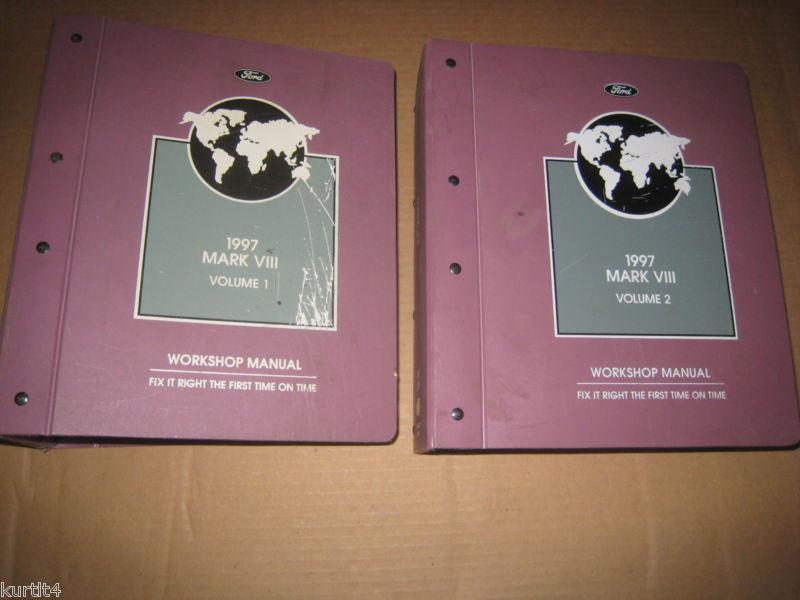 Ford
1997
MARK VIII
VOLUME 1
WORKSHOP MANUAL
FIX IT RIGHT THE FIRST TIME ON TIME
Ford
1997
MARK VIII
VOLUME 2
WORKSHOP MANUAL
FIX IT RIGHT THE FIRST TIME ON TIME
kurtlt4